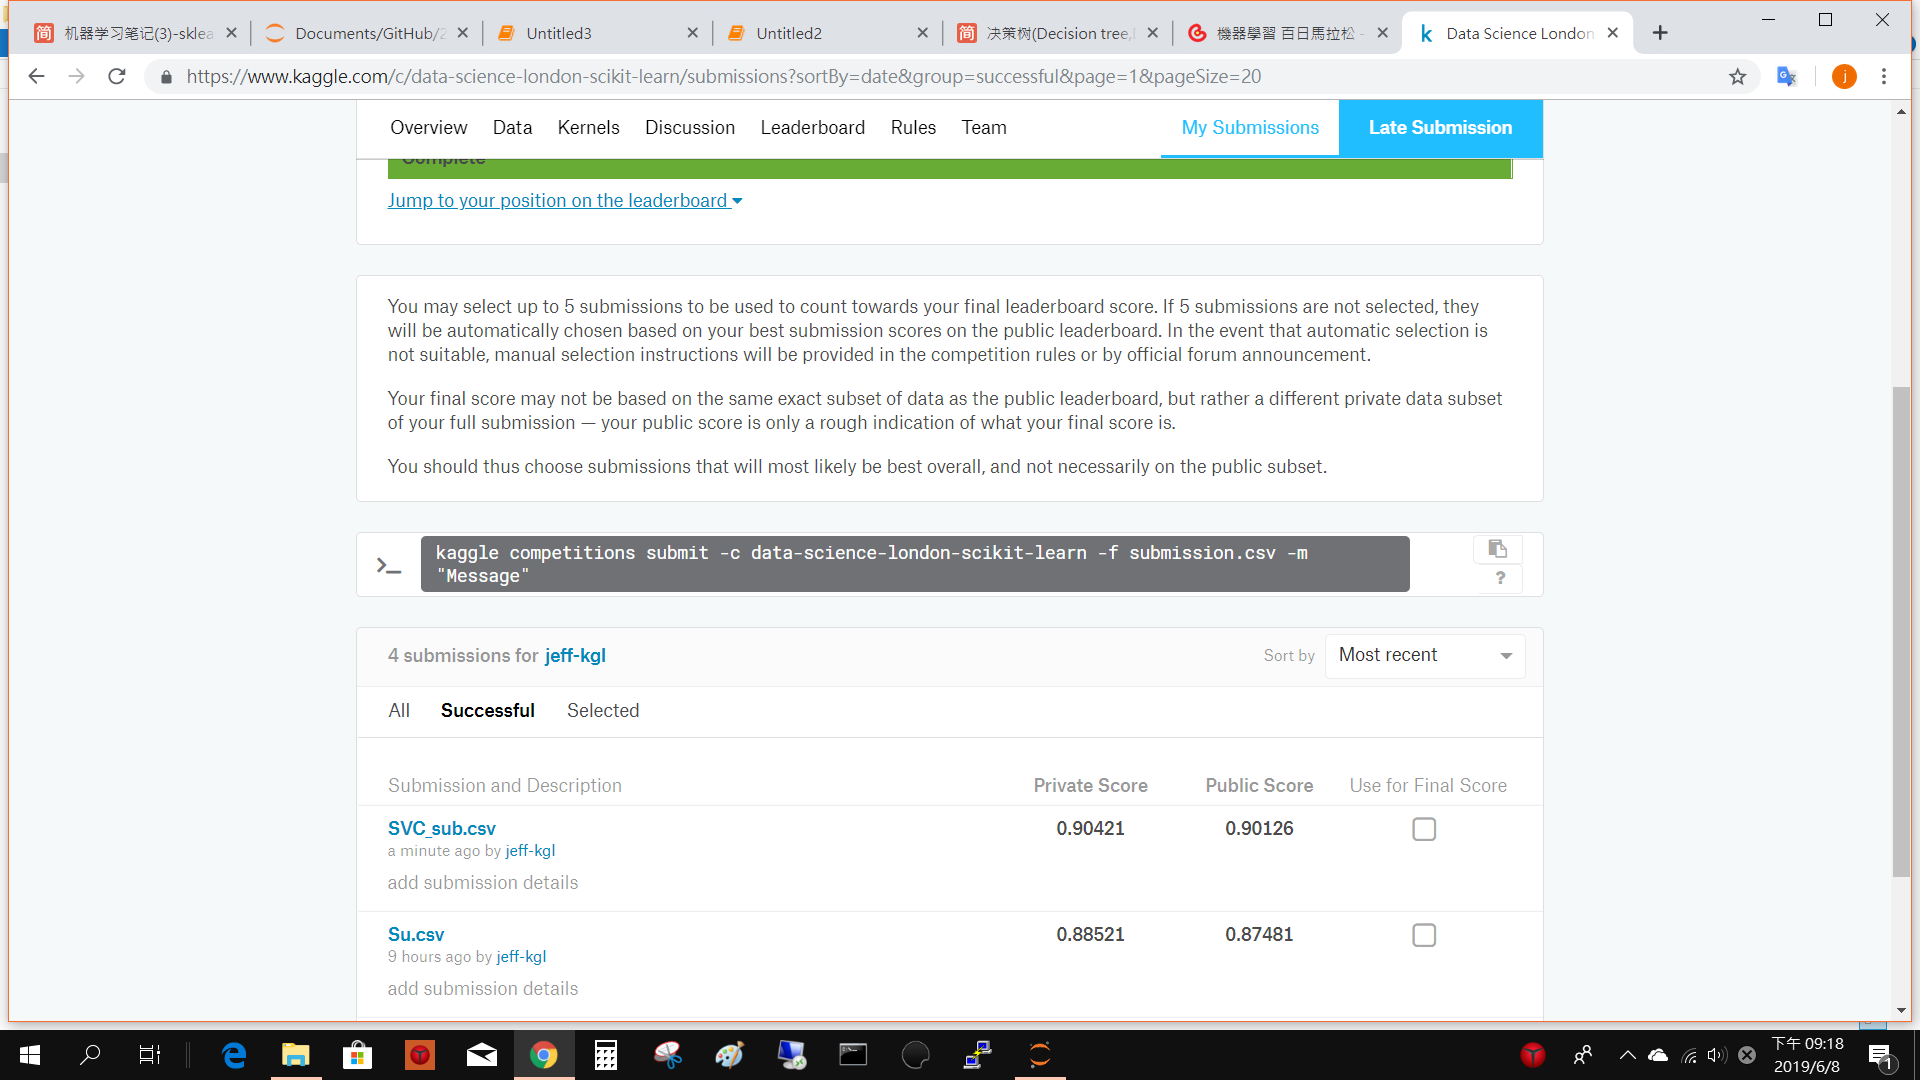 机器学习笔记(3)-sklea
Documents/GitHub/2
Untitled3
Untitled2
决策树(Decision tree,
機器學習 百日馬拉松 -
Data Science London
https://www.kaggle.com/c/data-science-london-scikit-learn/submissions?sortBy=date&group=successful&page=1&pageSize=20
j
Overview Data Kernels Discussion Leaderboard Rules Team My Submissions Late Submission
Complete
Jump to your position on the leaderboard
You may select up to 5 submissions to be used to count towards your final leaderboard score. If 5 submissions are not selected, they
will be automatically chosen based on your best submission scores on the public leaderboard. In the event that automatic selection is
not suitable, manual selection instructions will be provided in the competition rules or by official forum announcement.
Your final score may not be based on the same exact subset of data as the public leaderboard, but rather a different private data subset
of your full submission — your public score is only a rough indication of what your final score is.
You should thus choose submissions that will most likely be best overall, and not necessarily on the public subset.
kaggle competitions submit -c data-science-london-scikit-learn -f submission.csv -m
"Message"
?
4 submissions for jeff-kgl
Sort by Most recent
All Successful Selected
Submission and Description Private Score Public Score Use for Final Score
SVC_sub.csv 0.90421 0.90126
a minute ago by jeff-kgl
add submission details
Su.csv 0.88521 0.87481
9 hours ago by jeff-kgl
add submission details
下午 09:18
2019/6/8
1